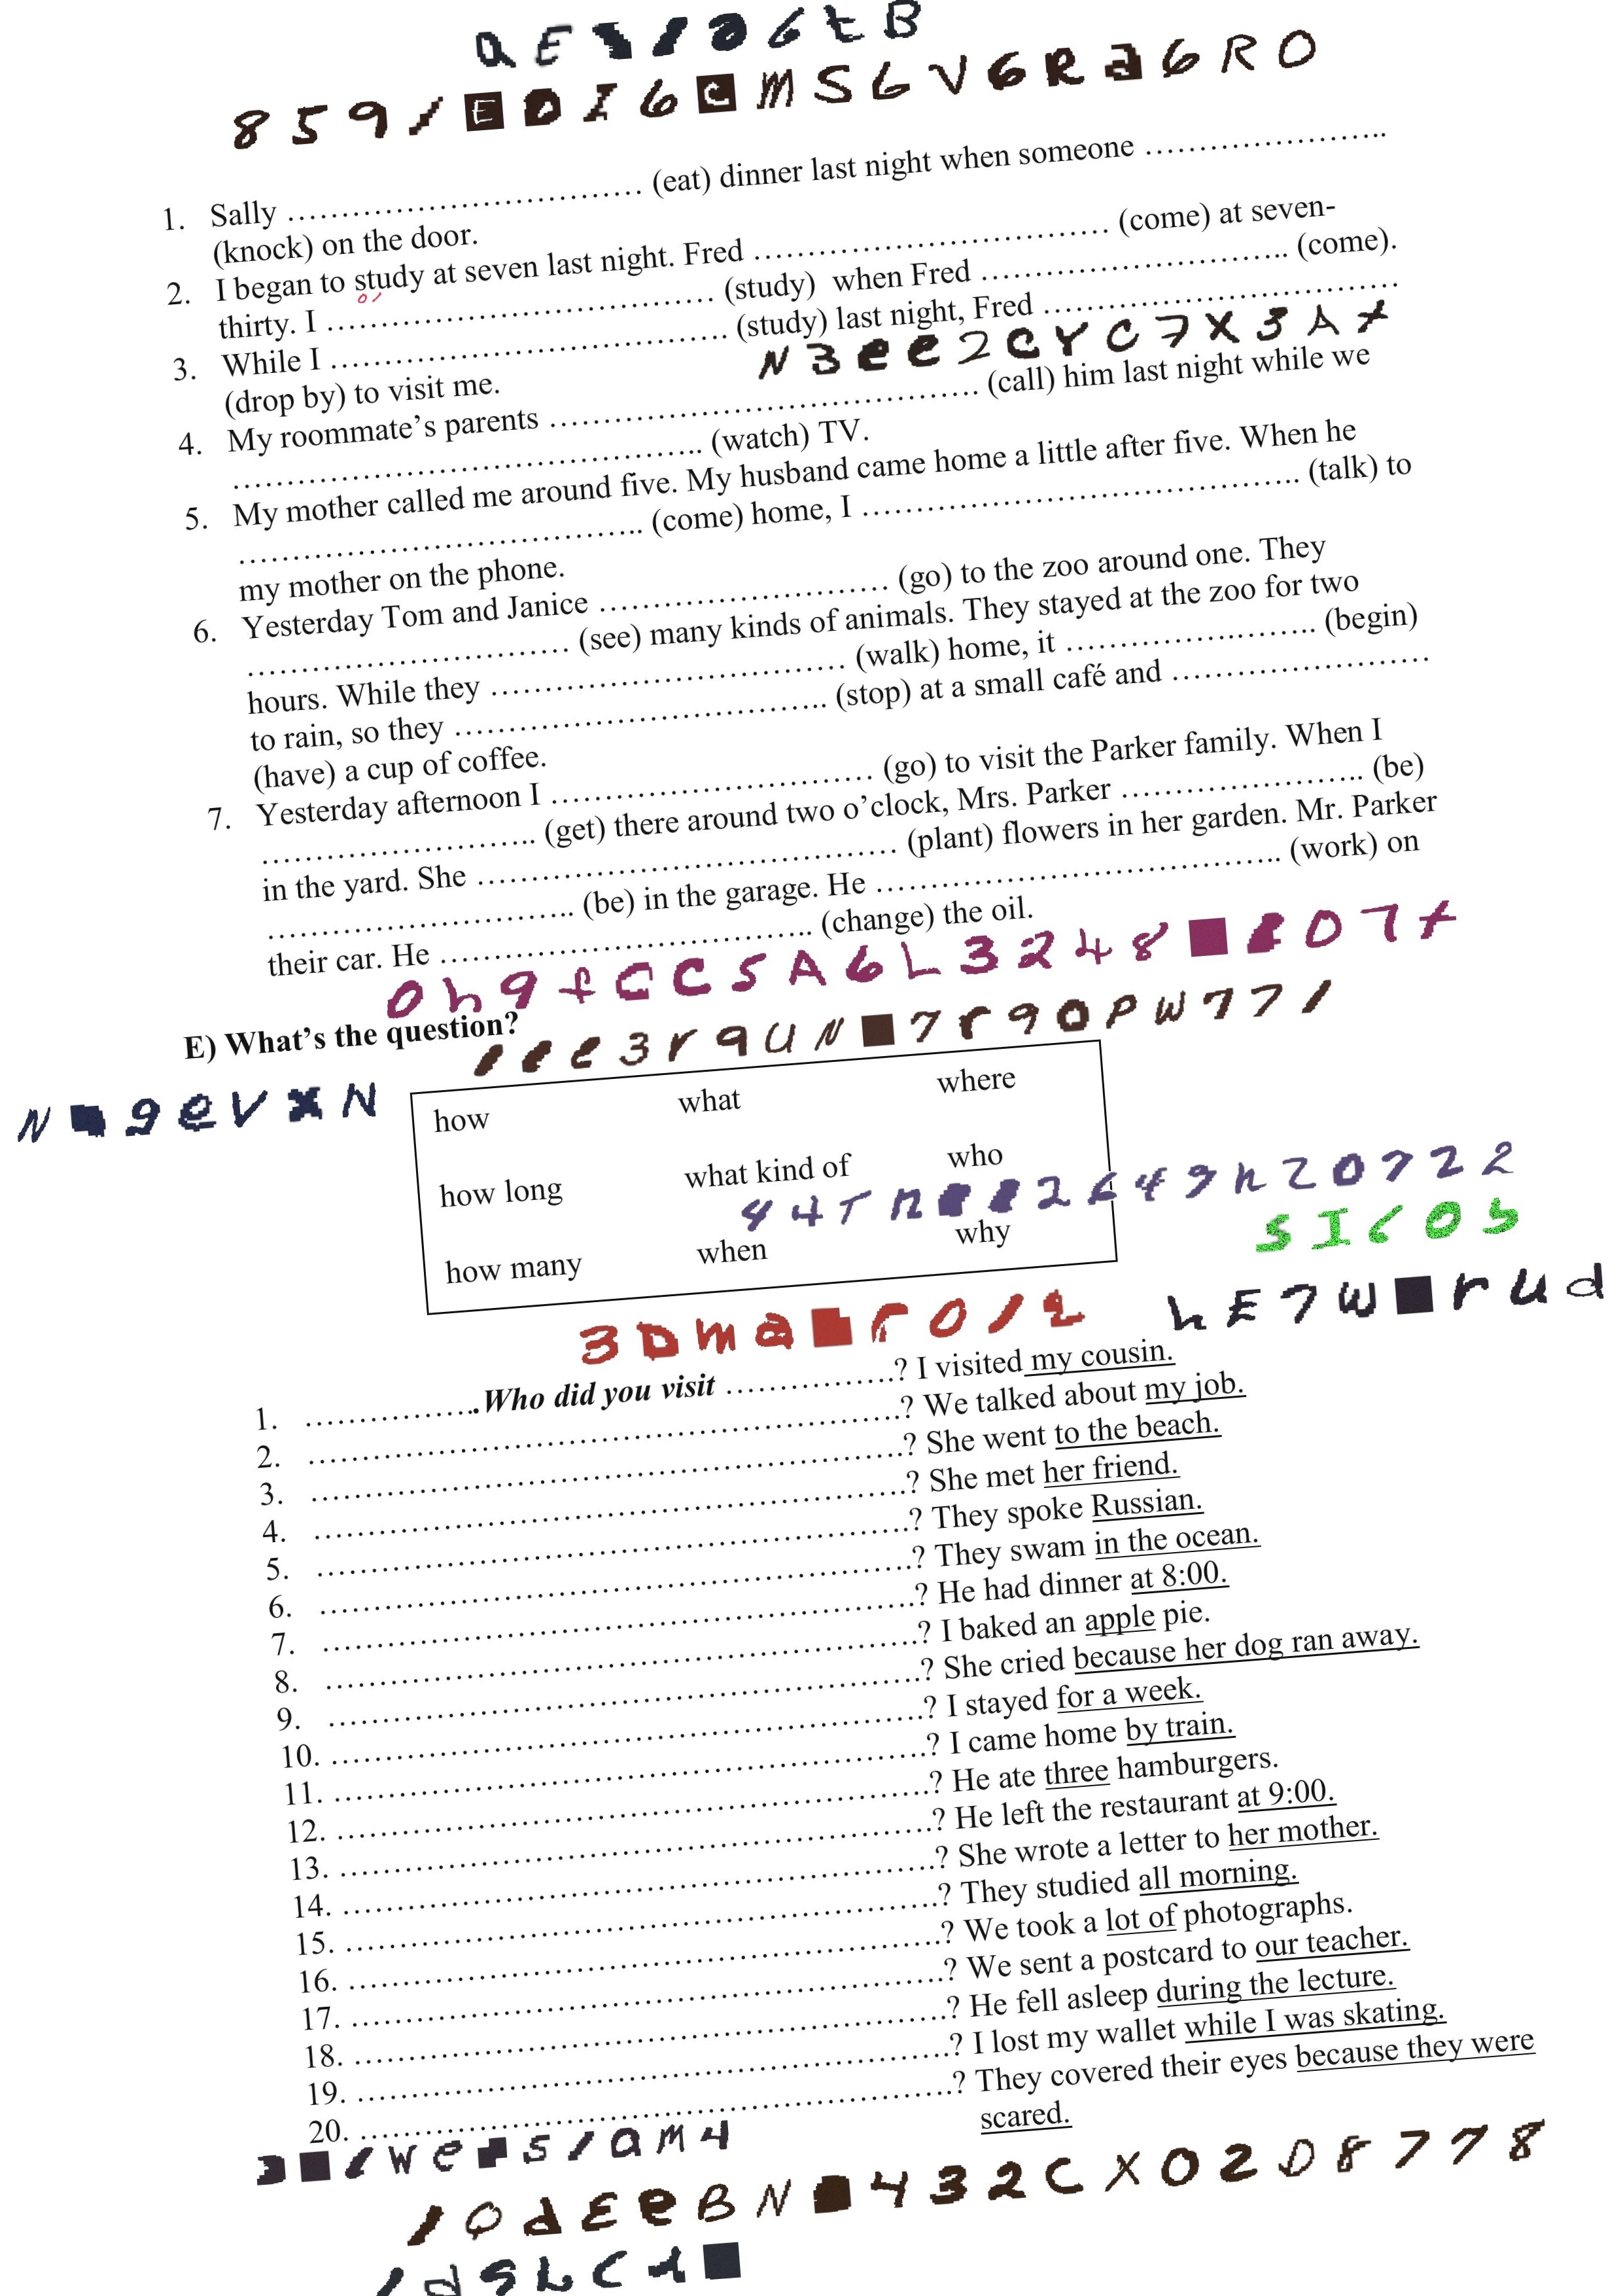 1. Sally ................................. (eat) dinner last night when someone .......................
(knock) on the door.
2. I began to study at seven last night. Fred ................................. (come) at seven-
thirty. I .................................... (study) when Fred ............................. (come).
3. While I ..................................... (study) last night, Fred .................................
(drop by) to visit me.
4. My roommate’s parents ........................................ (call) him last night while we
............................................ (watch) TV.
5. My mother called me around five. My husband came home a little after five. When he
...................................... (come) home, I ......................................... (talk) to
my mother on the phone.
6. Yesterday Tom and Janice ........................... (go) to the zoo around one. They
.............................. (see) many kinds of animals. They stayed at the zoo for two
hours. While they ................................. (walk) home, it ........................ (begin)
to rain, so they ................................... (stop) at a small café and ........................
(have) a cup of coffee.
7. Yesterday afternoon I .............................. (go) to visit the Parker family. When I
.......................... (get) there around two o’clock, Mrs. Parker ....................... (be)
in the yard. She ....................................... (plant) flowers in her garden. Mr. Parker
............................. (be) in the garage. He ...................................... (work) on
their car. He ................................... (change) the oil.
E) What’s the question?
how what where
how long what kind of who
how many when why
1. .................Who did you visit ................? I visited my cousin.
2. .......................................................? We talked about my job.
3. .......................................................? She went to the beach.
4. .......................................................? She met her friend.
5. .......................................................? They spoke Russian.
6. .......................................................? They swam in the ocean.
7. .......................................................? He had dinner at 8:00.
8. .......................................................? I baked an apple pie.
9. .......................................................? She cried because her dog ran away.
10. .......................................................? I stayed for a week.
11. .......................................................? I came home by train.
12. .......................................................? He ate three hamburgers.
13. .......................................................? He left the restaurant at 9:00.
14. .......................................................? She wrote a letter to her mother.
15. .......................................................? They studied all morning.
16. .......................................................? We took a lot of photographs.
17. .......................................................? We sent a postcard to our teacher.
18. .......................................................? He fell asleep during the lecture.
19. .......................................................? I lost my wallet while I was skating.
20. .......................................................? They covered their eyes because they were
scared.